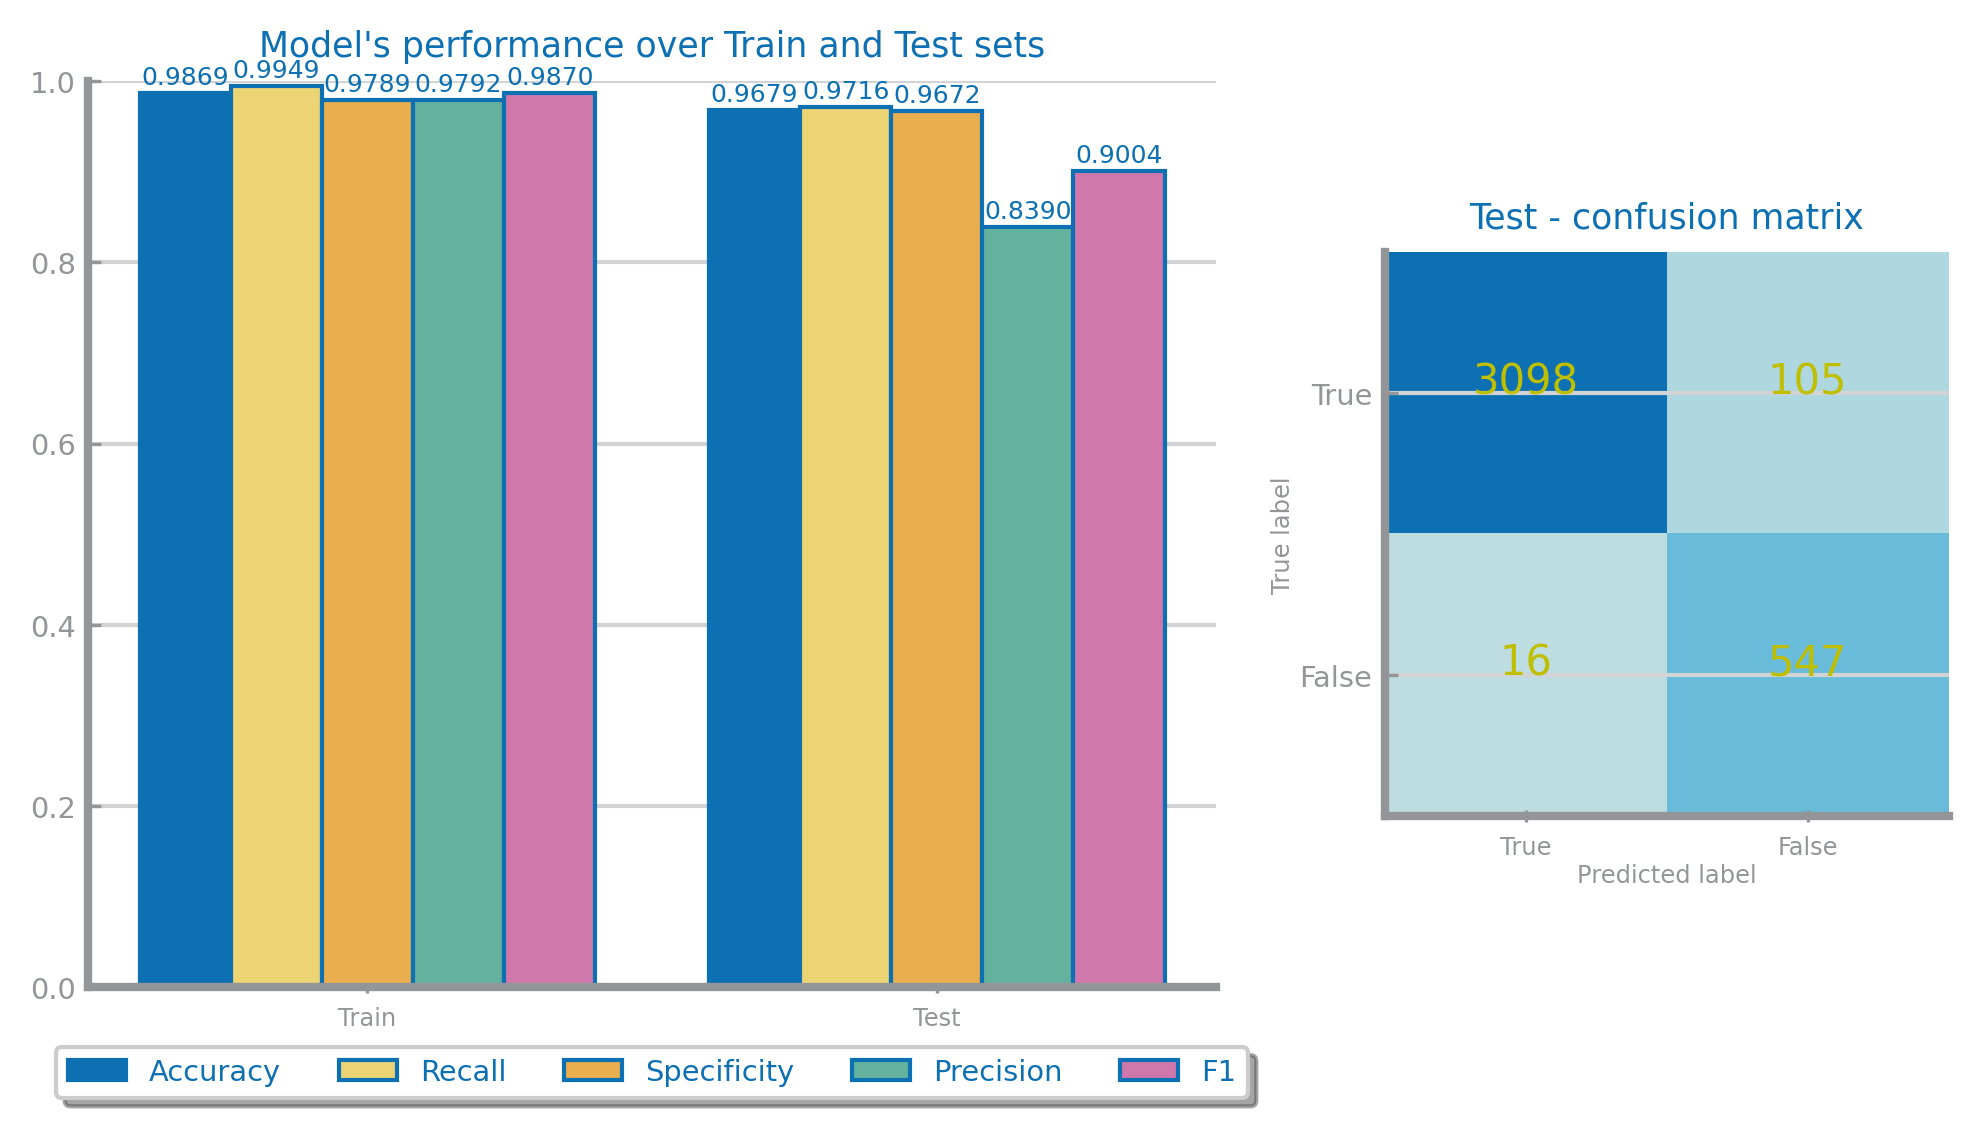 Model's performance over Train and Test sets
0.9869 0.9949 0.9789 0.9792 0.9870
0.9679 0.9716 0.9672 0.8390 0.9004
1.0
0.8
0.6
0.4
0.2
0.0
Train Test
Accuracy Recall Specificity Precision F1
Test - confusion matrix
True label
True 3098 105
False 16 547
True False
Predicted label